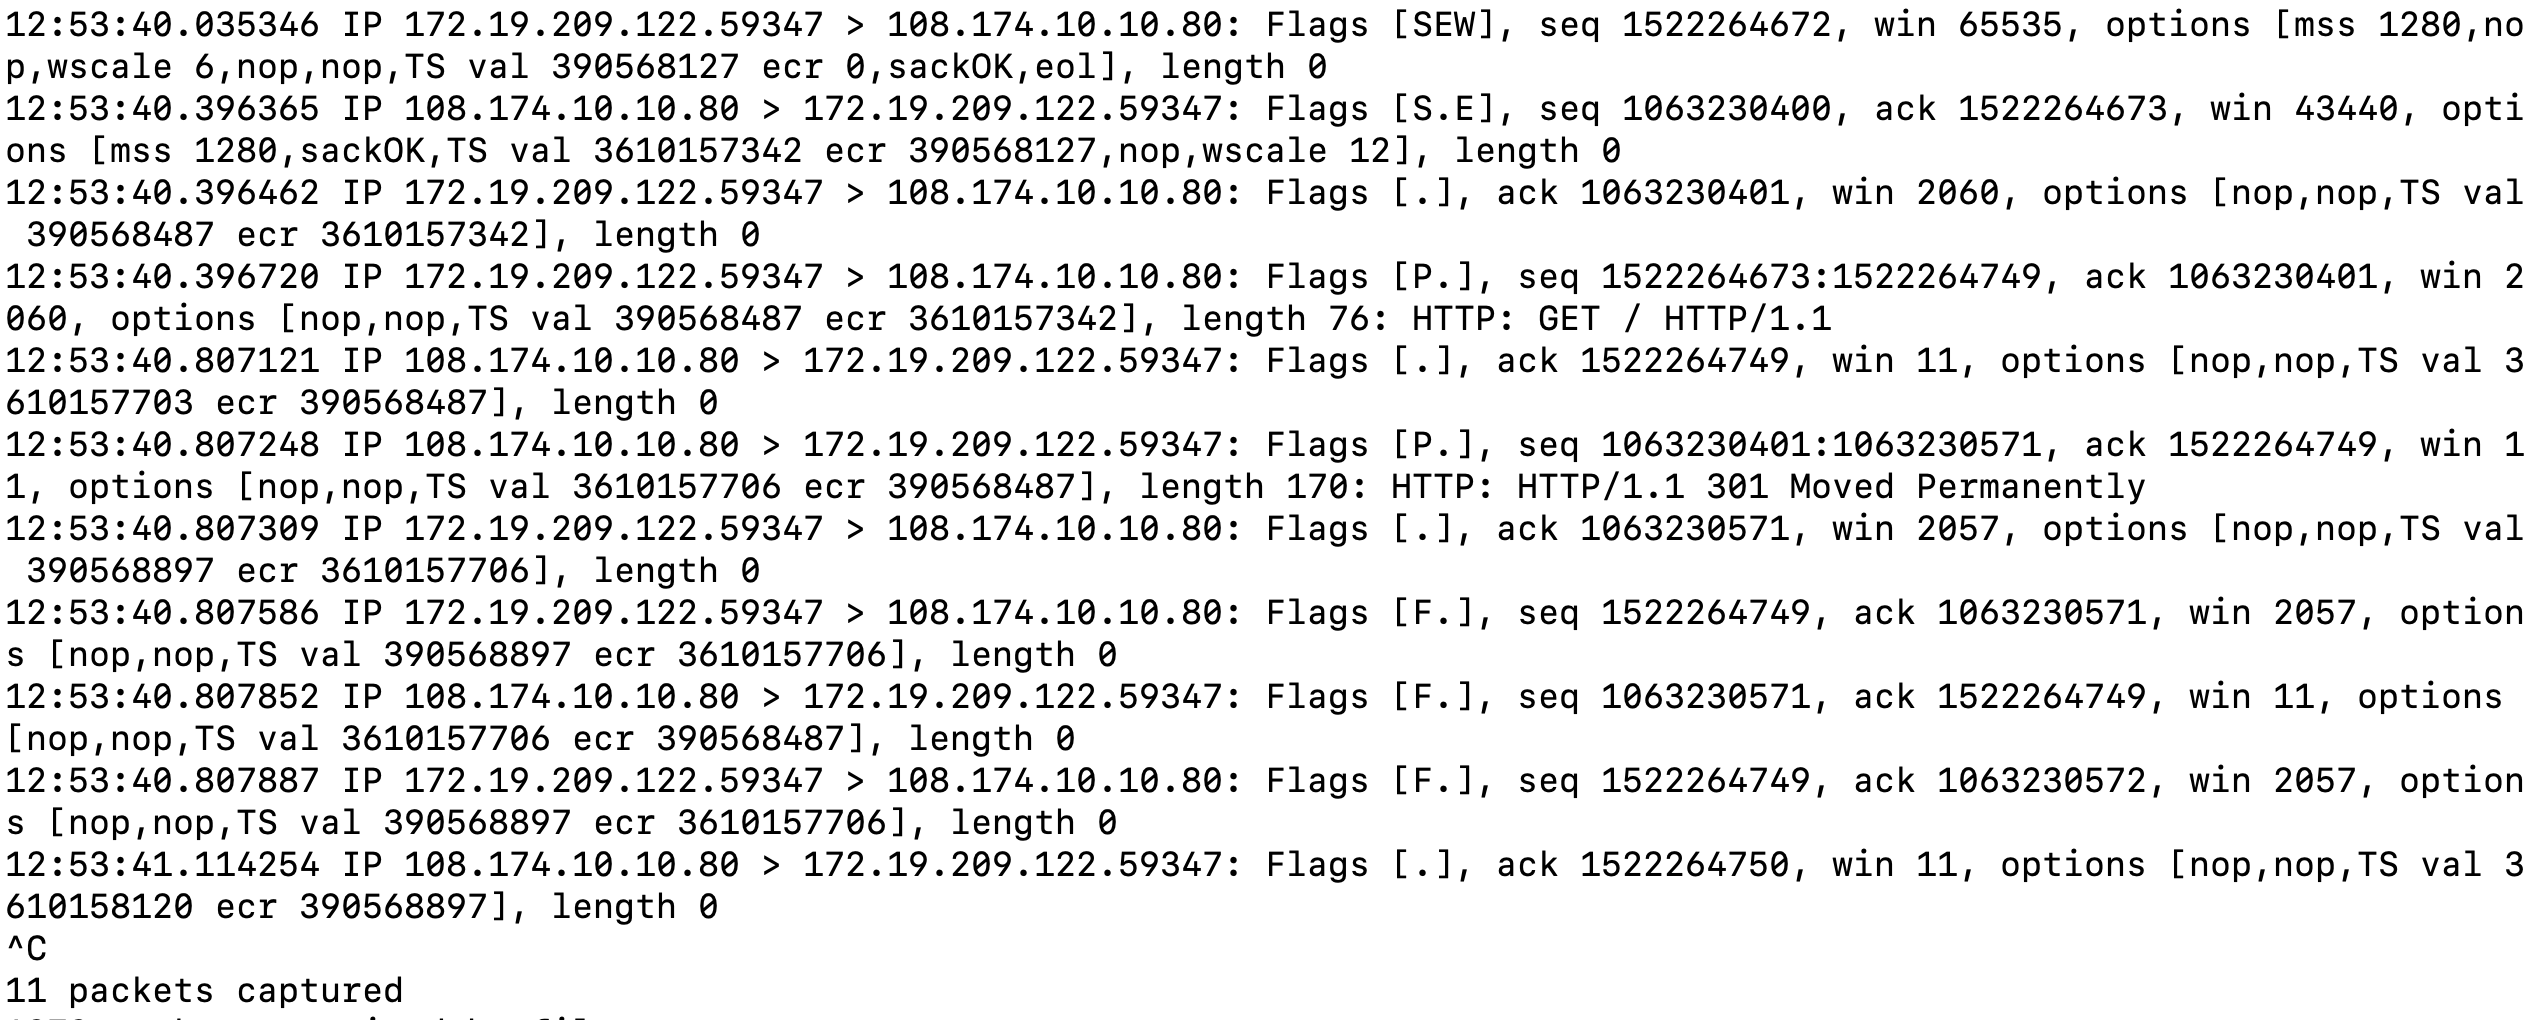 12:53:40.035346 IP 172.19.209.122.59347 > 108.174.10.10.80: Flags [SEW], seq 1522264672, win 65535, options [mss 1280,no
p,wscale 6,nop,nop,TS val 390568127 ecr 0,sackOK,eol], length 0
12:53:40.396365 IP 108.174.10.10.80 > 172.19.209.122.59347: Flags [S.E], seq 1063230400, ack 1522264673, win 43440, opti
ons [mss 1280,sackOK,TS val 3610157342 ecr 390568127,nop,wscale 12], length 0
12:53:40.396462 IP 172.19.209.122.59347 > 108.174.10.10.80: Flags [.], ack 1063230401, win 2060, options [nop,nop,TS val
 390568487 ecr 3610157342], length 0
12:53:40.396720 IP 172.19.209.122.59347 > 108.174.10.10.80: Flags [P.], seq 1522264673:1522264749, ack 1063230401, win 2
060, options [nop,nop,TS val 390568487 ecr 3610157342], length 76: HTTP: GET / HTTP/1.1
12:53:40.807121 IP 108.174.10.10.80 > 172.19.209.122.59347: Flags [.], ack 1522264749, win 11, options [nop,nop,TS val 3
610157703 ecr 390568487], length 0
12:53:40.807248 IP 108.174.10.10.80 > 172.19.209.122.59347: Flags [P.], seq 1063230401:1063230571, ack 1522264749, win 1
1, options [nop,nop,TS val 3610157706 ecr 390568487], length 170: HTTP: HTTP/1.1 301 Moved Permanently
12:53:40.807309 IP 172.19.209.122.59347 > 108.174.10.10.80: Flags [.], ack 1063230571, win 2057, options [nop,nop,TS val
 390568897 ecr 3610157706], length 0
12:53:40.807586 IP 172.19.209.122.59347 > 108.174.10.10.80: Flags [F.], seq 1522264749, ack 1063230571, win 2057, option
s [nop,nop,TS val 390568897 ecr 3610157706], length 0
12:53:40.807852 IP 108.174.10.10.80 > 172.19.209.122.59347: Flags [F.], seq 1063230571, ack 1522264749, win 11, options
[nop,nop,TS val 3610157706 ecr 390568487], length 0
12:53:40.807887 IP 172.19.209.122.59347 > 108.174.10.10.80: Flags [F.], seq 1522264749, ack 1063230572, win 2057, option
s [nop,nop,TS val 390568897 ecr 3610157706], length 0
12:53:41.114254 IP 108.174.10.10.80 > 172.19.209.122.59347: Flags [.], ack 1522264750, win 11, options [nop,nop,TS val 3
610158120 ecr 390568897], length 0
^C
11 packets captured